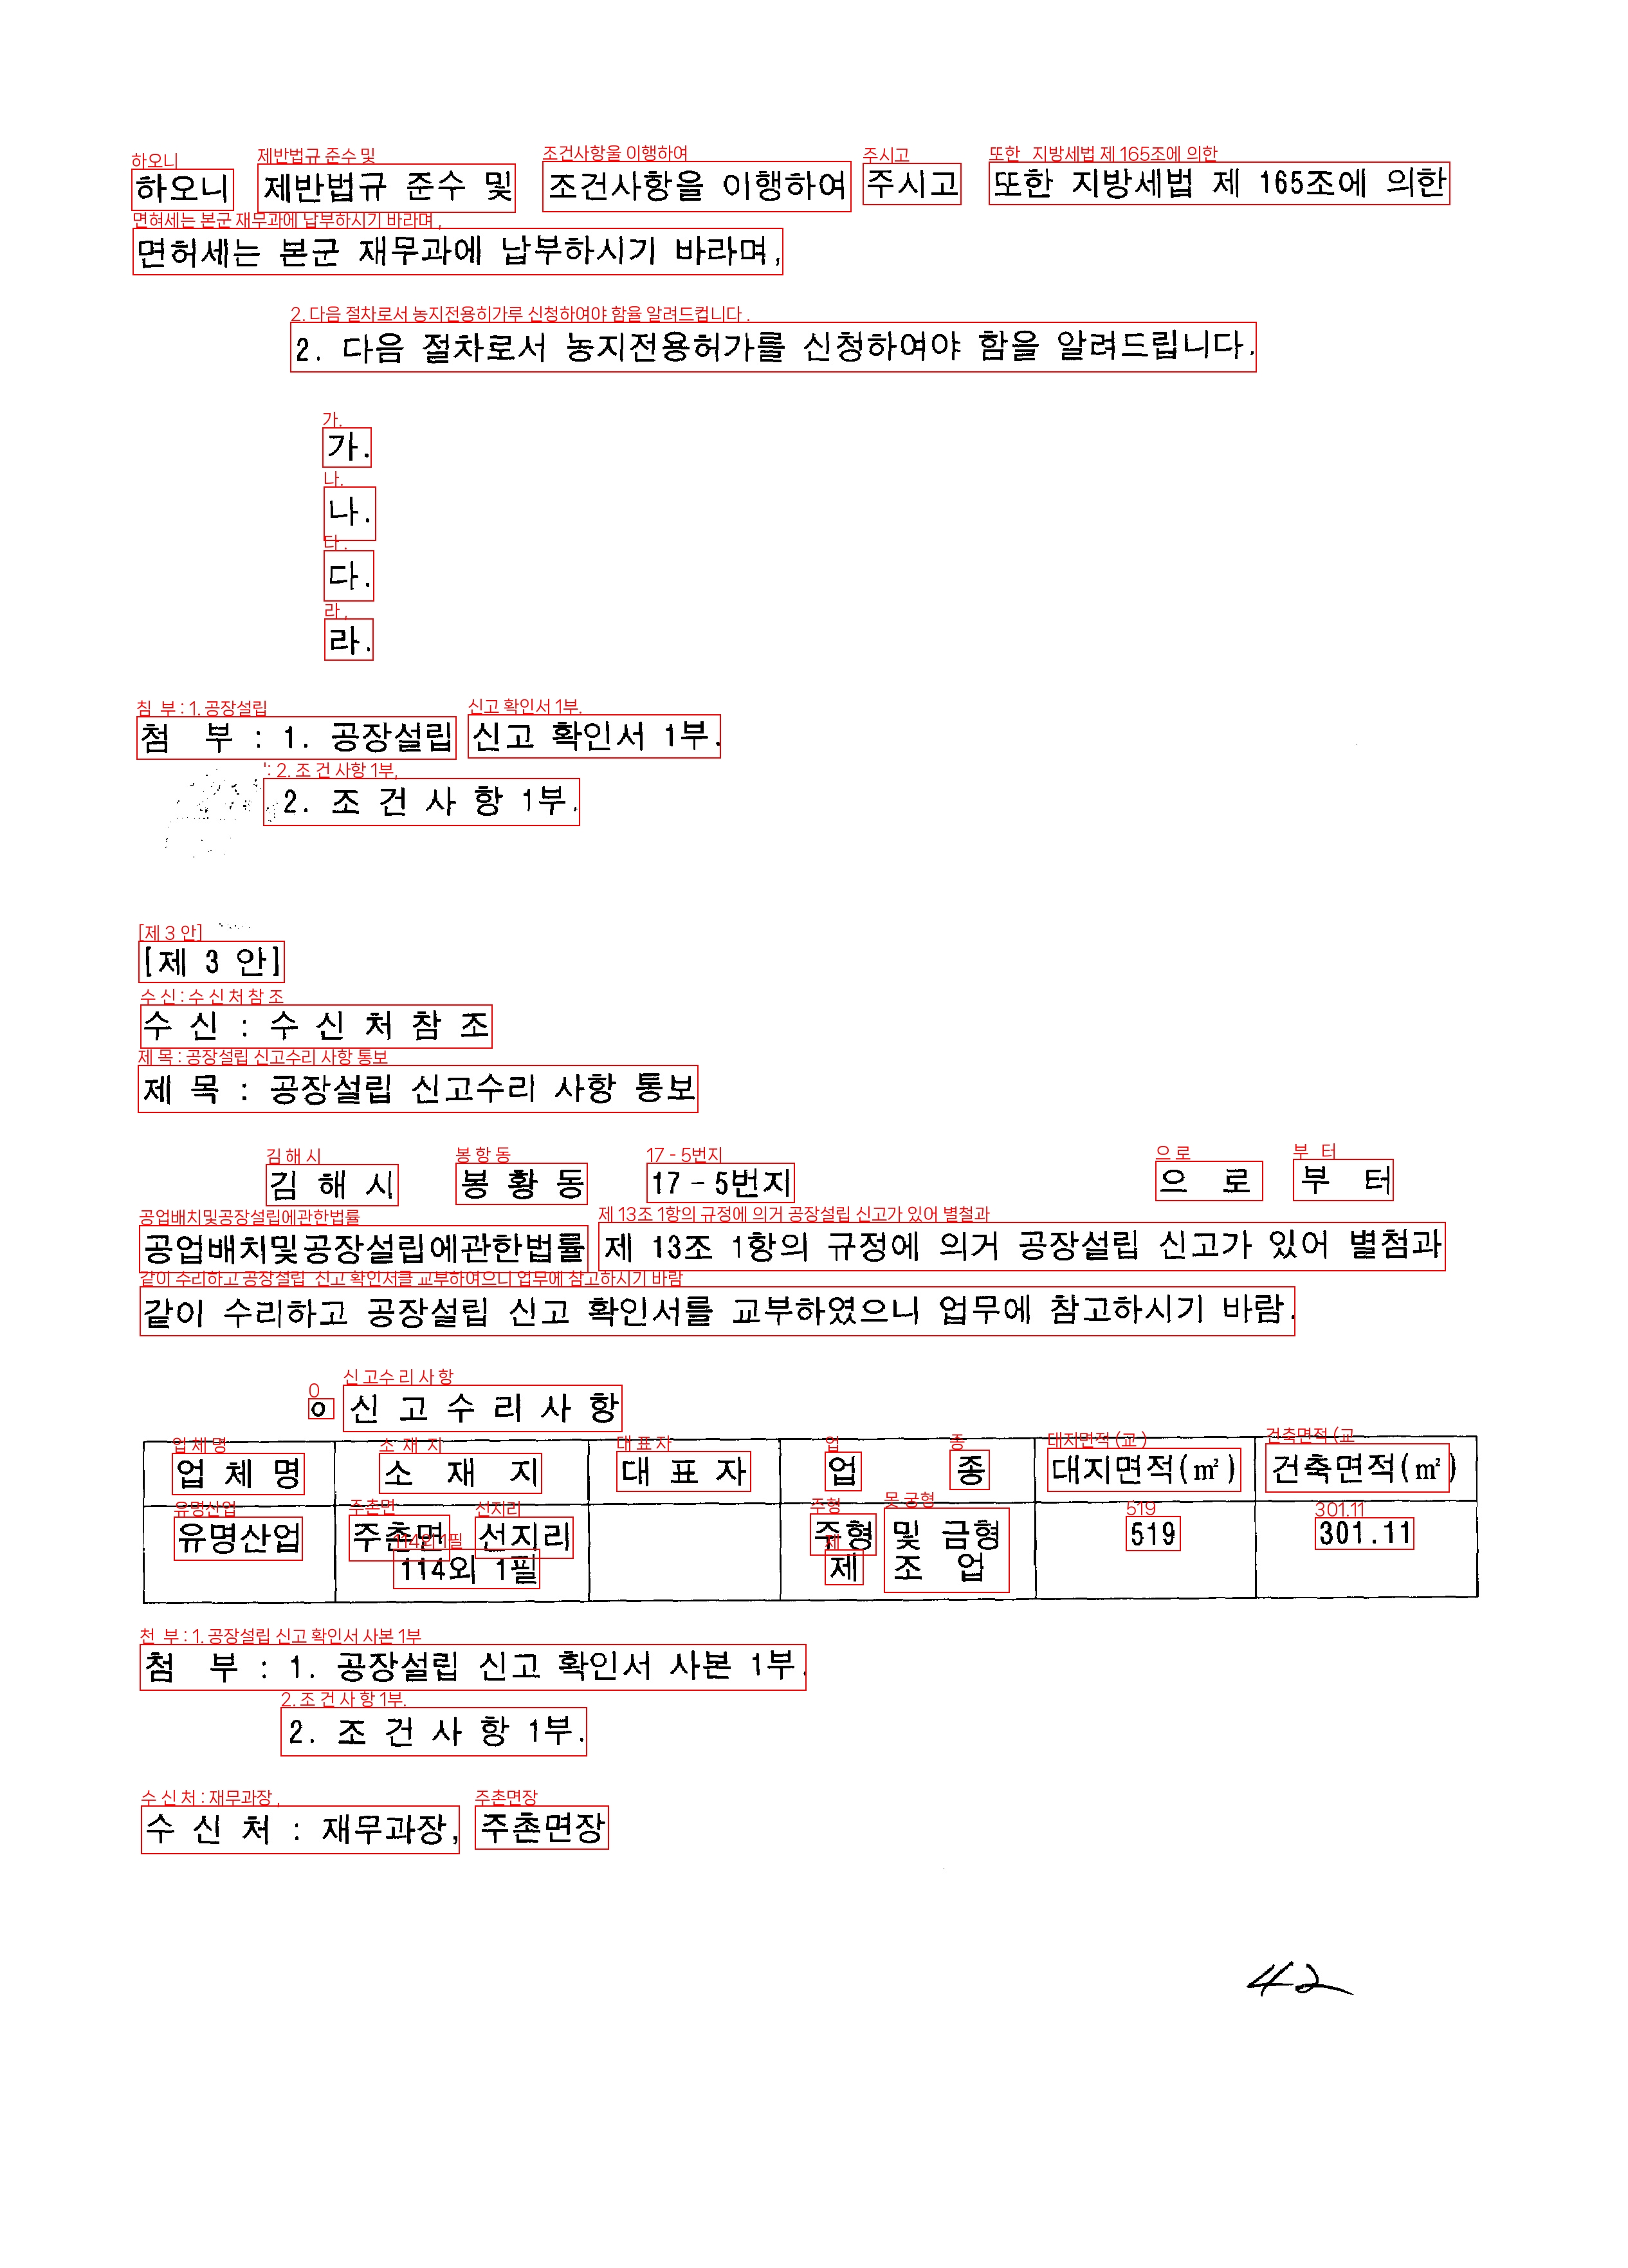 하오니 제반법규 준수 및 조건사항을 이행하여 주시고 또한 지방세법 제 165조에 의한
면허세는 본군 재무과에 납부하시기 바라며,
2. 다음 절차로서 농지전용허가를 신청하여야 함을 알려드립니다.
가.
나.
다.
라.
첨 부 : 1. 공장설립 신고 확인서 1부.
2. 조 건 사 항 1부.
[제 3 안]
수 신 : 수 신 처 참 조
제 목 : 공장설립 신고수리 사항 통보
김 해 시 봉 황 동 17 - 5번지 으 로 부 터
공업배치및공장설립에관한법률 제 13조 1항의 규정에 의거 공장설립 신고가 있어 별첨과
같이 수리하고 공장설립 신고 확인서를 교부하였으니 업무에 참고하시기 바람.
o 신 고 수 리 사 항
업 체 명 소 재 지 대 표 자 업 종 대지면적(㎡) 건축면적(㎡)
유명산업 주촌면 선지리 주형 및 금형 519 301.11
114외 1필 제 조 업
첨 부 : 1. 공장설립 신고 확인서 사본 1부.
2. 조 건 사 항 1부.
수 신 처 : 재무과장, 주촌면장
42